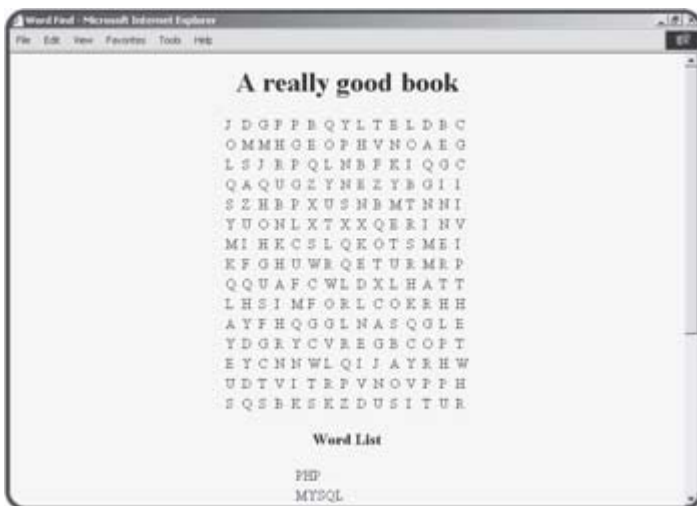 Word Find - Microsoft Internet Explorer
File Edit View Favorites Tools Help
A really good book
J D G P P B Q Y L T E L D B C
O M M H G E O P H V N O A E G
L S J R P Q L N B F K I Q G C
Q A Q U G Z Y N E Z Y B G I I
S Z H B P X U S N B M T N N I
Y U O N L X T X X Q E R I N V
M I H K C S L Q K O T S M E I
K F G H U W R Q E T U R M R P
Q Q U A F C W L D X L H A T T
L H S I M F O R L C O K R H H
A Y F H Q G G L N A S Q G L E
Y D G R Y C V R E G B C O P T
E Y C N N W L Q I J A Y R H W
U D T V I T R P V N O V P P H
S Q S B K S K Z D U S I T U R
Word List
PHP
MYSQL